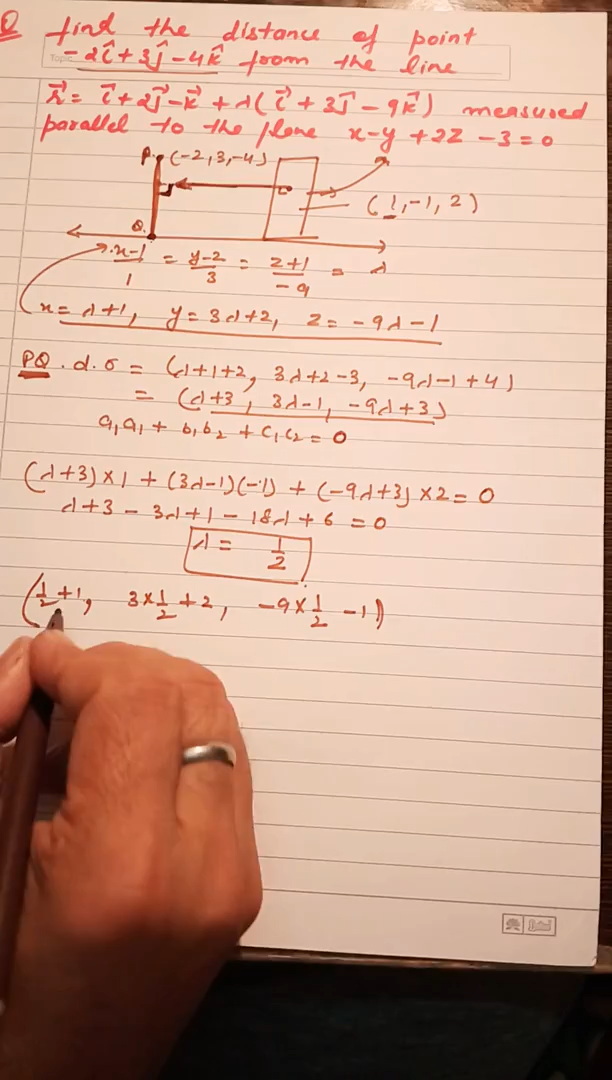 Q find the distance of point
-2î+3ĵ-4k̂ from the line
r⃗ = i⃗+2j⃗-k⃗+λ(i⃗+3j⃗-9k⃗) measured
parallel to the plane x-y+2z-3=0
P (-2,3,-4)
(1,-1,2)
Q
x-1/1 = y-2/3 = z+1/-9 = λ
x=λ+1, y=3λ+2, z=-9λ-1
PQ . d.r = (λ+1+2, 3λ+2-3, -9λ-1+4)
= (λ+3, 3λ-1, -9λ+3)
a₁a₁ + b₁b₂ + c₁c₂ = 0
(λ+3)×1 + (3λ-1)(-1) + (-9λ+3)×2=0
λ+3-3λ+1-18λ+6=0
λ= 1/2
(1/2+1, 3×1/2+2, -9×1/2-1)